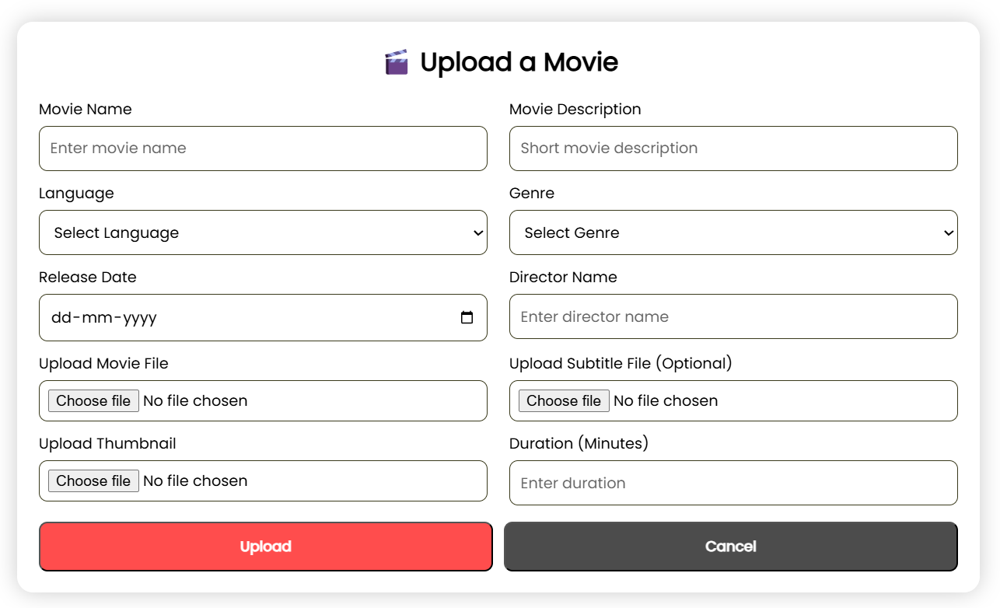 Upload a Movie
Movie Name
Movie Description
Enter movie name
Short movie description
Language
Genre
Select Language
Select Genre
Release Date
Director Name
dd-mm-yyyy
Enter director name
Upload Movie File
Upload Subtitle File (Optional)
Choose file No file chosen
Choose file No file chosen
Upload Thumbnail
Duration (Minutes)
Choose file No file chosen
Enter duration
Upload
Cancel